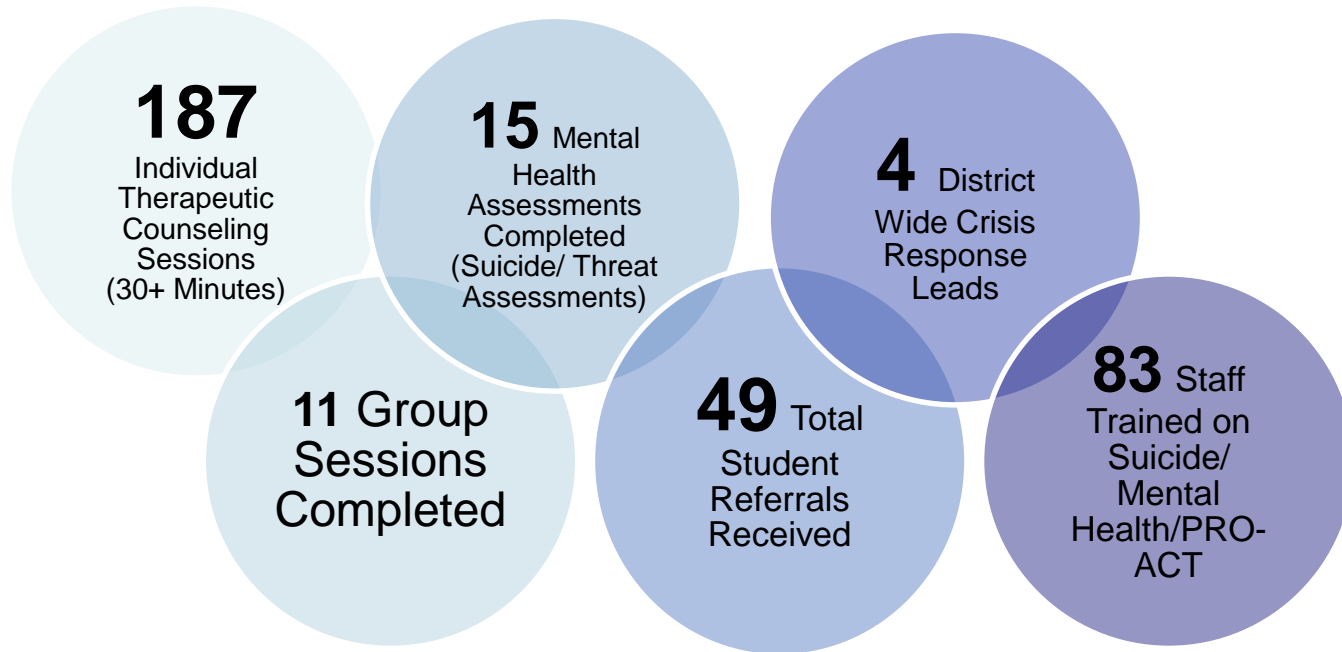 187
Individual
Therapeutic
Counseling
Sessions
(30+ Minutes)
11 Group
Sessions
Completed
15 Mental
Health
Assessments
Completed
(Suicide/ Threat
Assessments)
49 Total
Student
Referrals
Received
4 District
Wide Crisis
Response
Leads
83 Staff
Trained on
Suicide/
Mental
Health/PRO-
ACT